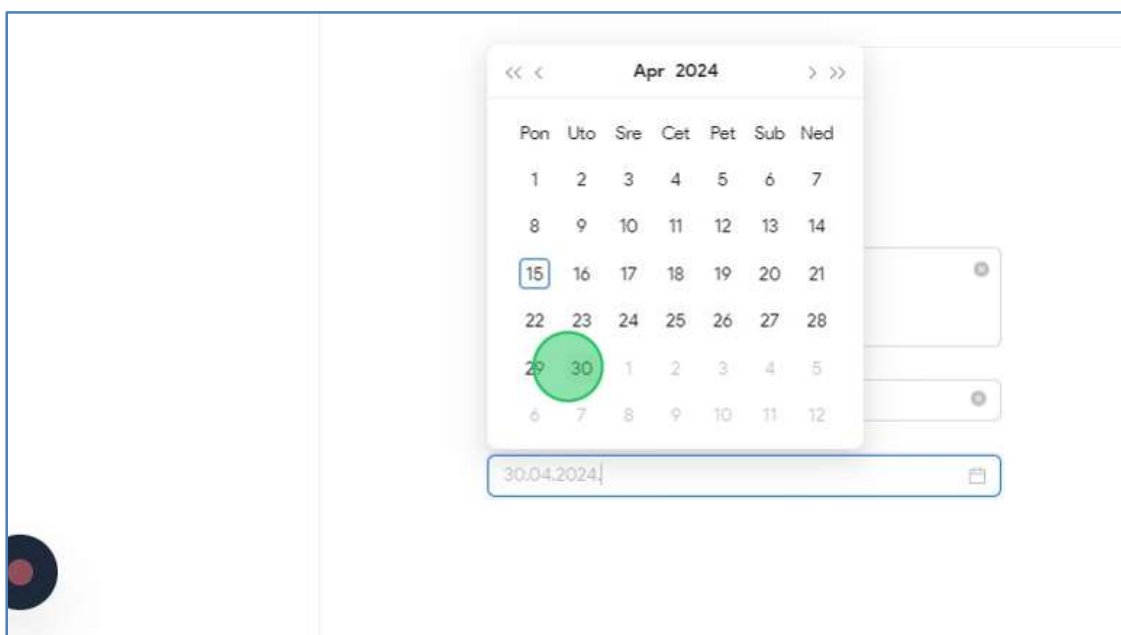 << < Apr 2024 > >>
Pon Uto Sre Cet Pet Sub Ned
1 2 3 4 5 6 7
8 9 10 11 12 13 14
15 16 17 18 19 20 21
22 23 24 25 26 27 28
29 30 1 2 3 4 5
6 7 8 9 10 11 12
30.04.2024.